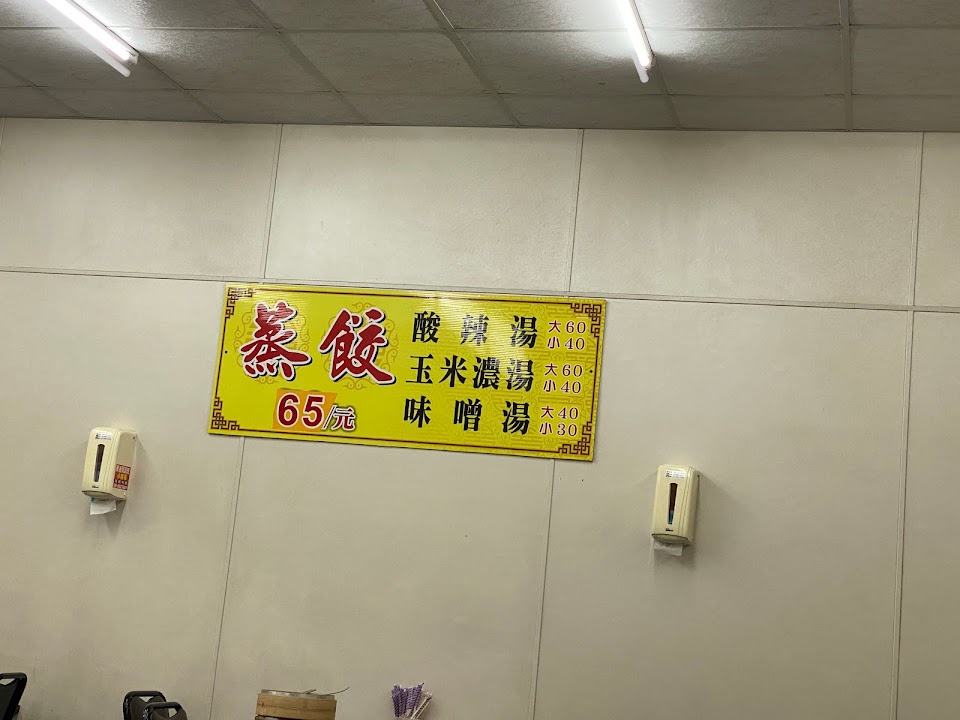 蒸餃
65/元
酸辣湯 大60 小40
玉米濃湯 大60 小40
味噌湯 大40 小30